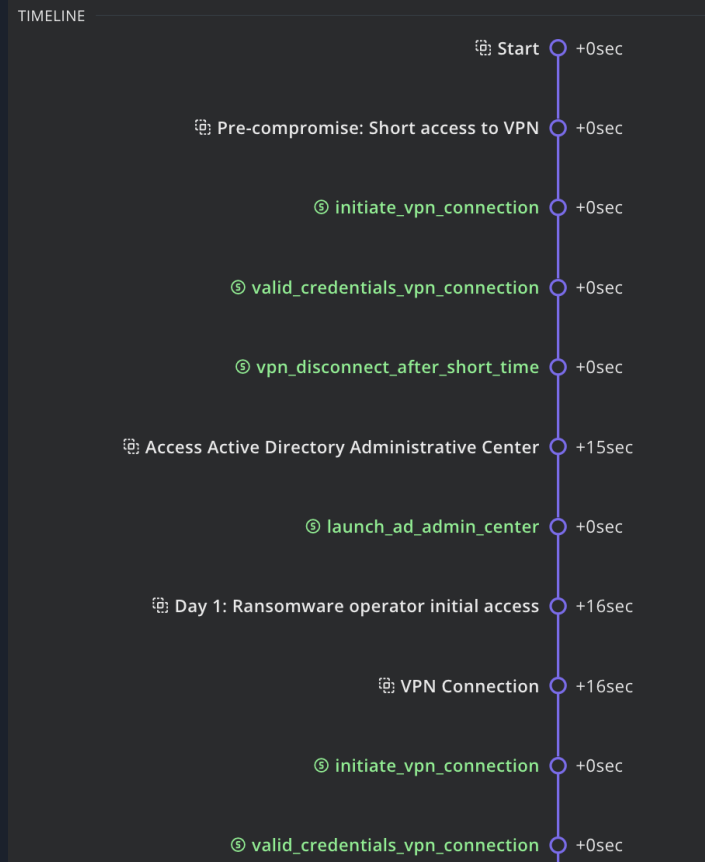 TIMELINE
Start +0sec
Pre-compromise: Short access to VPN +0sec
initiate_vpn_connection +0sec
valid_credentials_vpn_connection +0sec
vpn_disconnect_after_short_time +0sec
Access Active Directory Administrative Center +15sec
launch_ad_admin_center +0sec
Day 1: Ransomware operator initial access +16sec
VPN Connection +16sec
initiate_vpn_connection +0sec
valid_credentials_vpn_connection +0sec